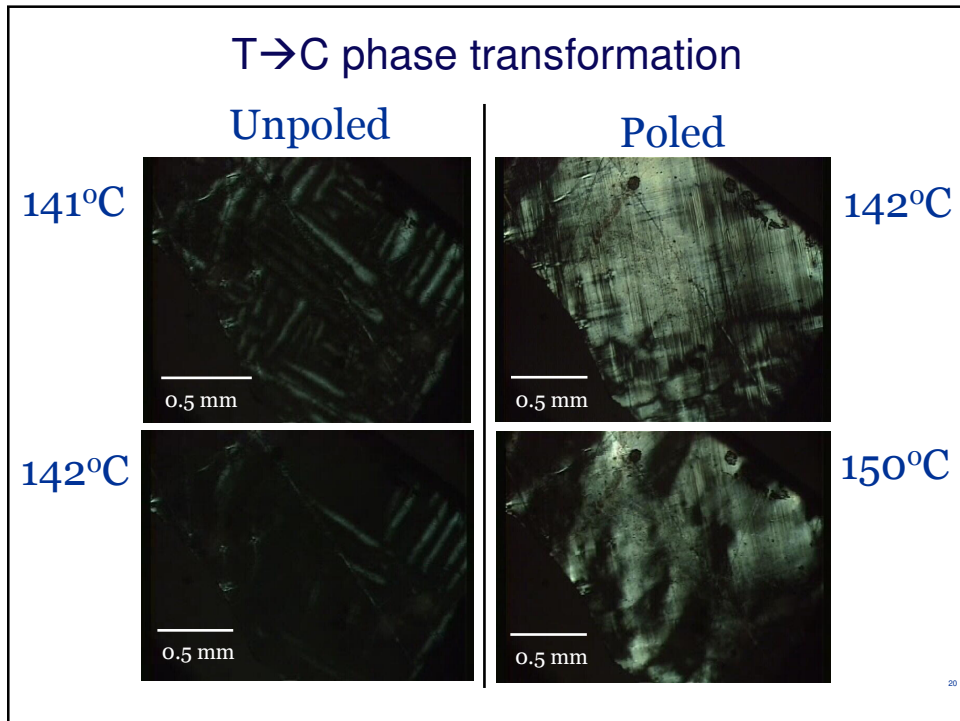 T→C phase transformation
Unpoled
Poled
141°C
142°C
0.5 mm
0.5 mm
142°C
150°C
0.5 mm
0.5 mm
20